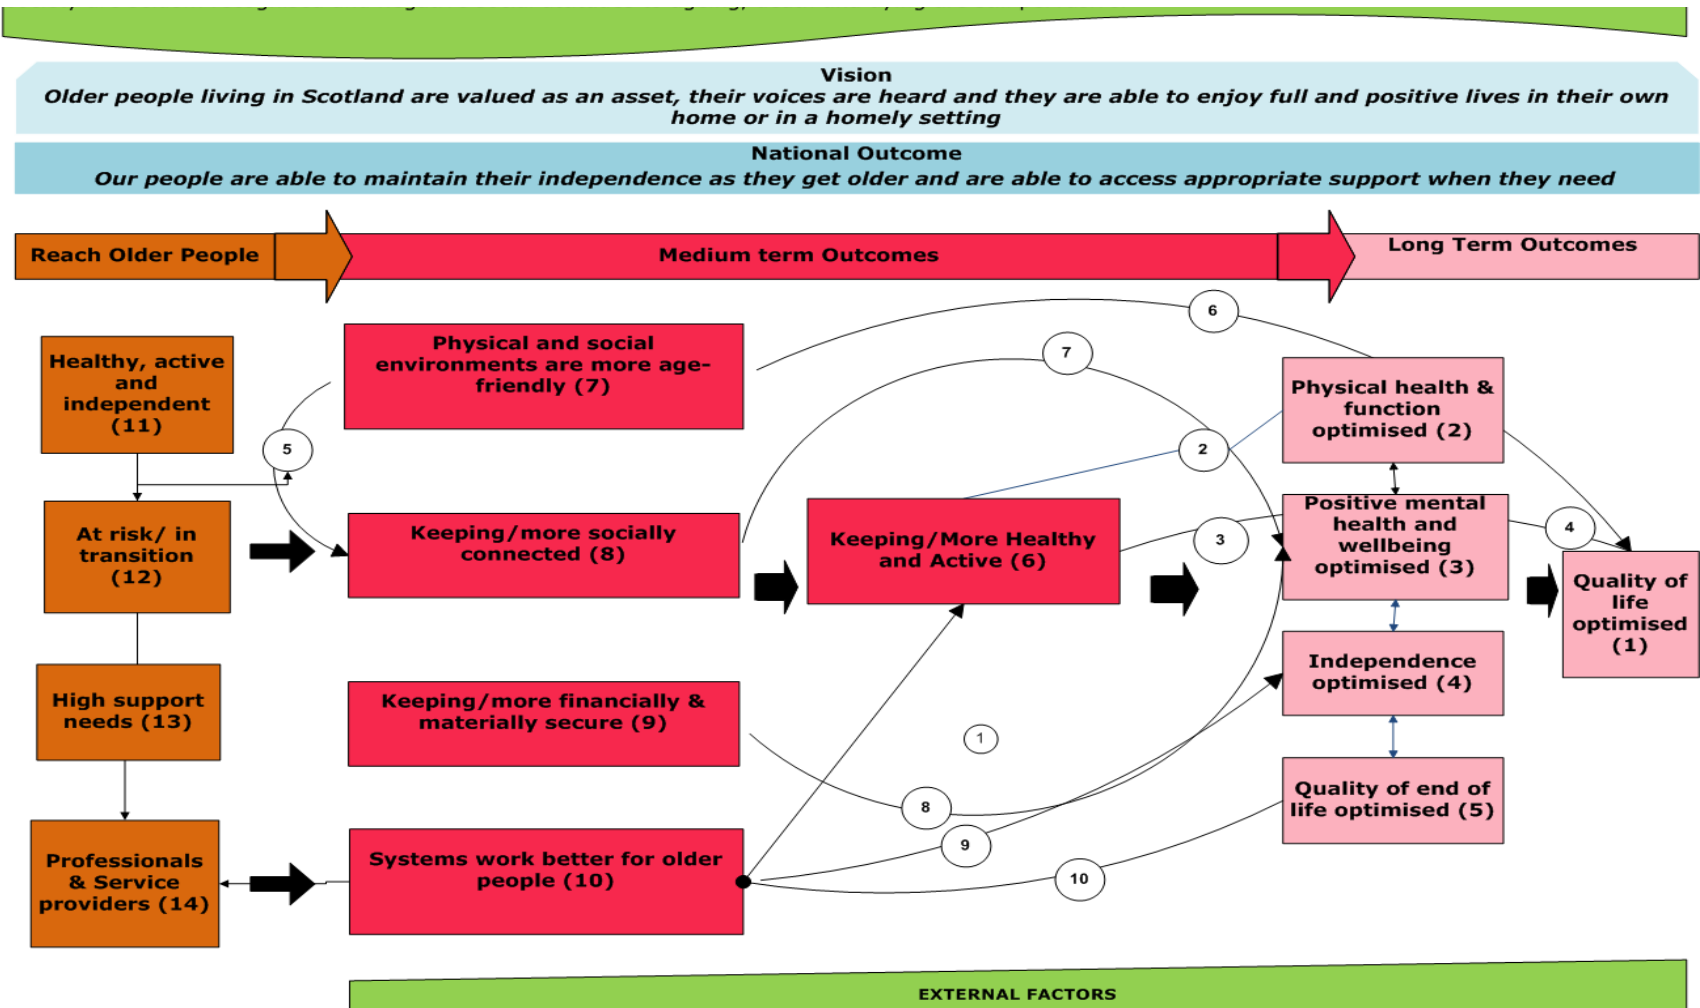 Vision
Older people living in Scotland are valued as an asset, their voices are heard and they are able to enjoy full and positive lives in their own
home or in a homely setting
National Outcome
Our people are able to maintain their independence as they get older and are able to access appropriate support when they need
Reach Older People
Medium term Outcomes
Long Term Outcomes
Healthy, active
and
independent
(11)
At risk/ in
transition
(12)
High support
needs (13)
Professionals
& Service
providers (14)
5
Physical and social
environments are more age-
friendly (7)
Keeping/more socially
connected (8)
Keeping/more financially &
materially secure (9)
Systems work better for older
people (10)
Keeping/More Healthy
and Active (6)
6
7
2
3
4
1
8
9
10
Physical health &
function
optimised (2)
Positive mental
health and
wellbeing
optimised (3)
Independence
optimised (4)
Quality of end of
life optimised (5)
Quality of
life
optimised
(1)
EXTERNAL FACTORS